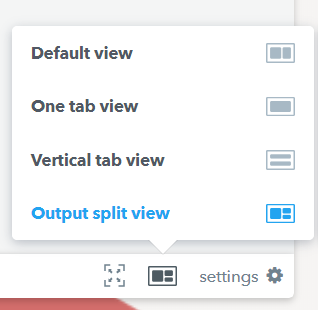 Default view
One tab view
Vertical tab view
Output split view
settings